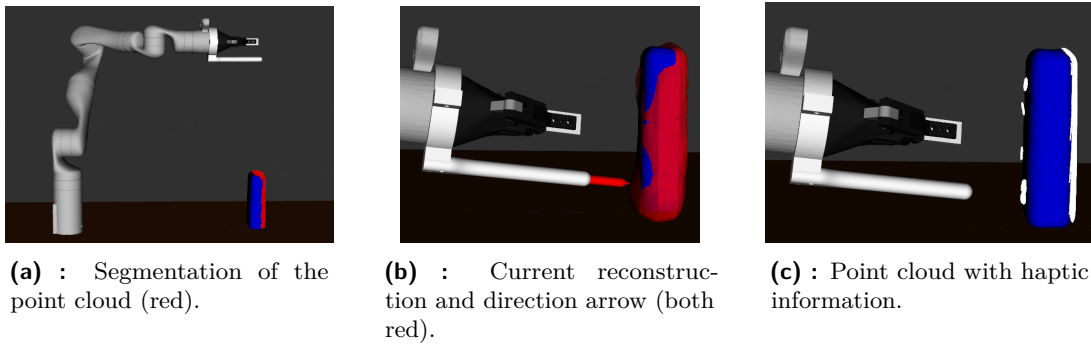 (a) : Segmentation of the
point cloud (red).
(b) : Current reconstruc-
tion and direction arrow (both
red).
(c) : Point cloud with haptic
information.